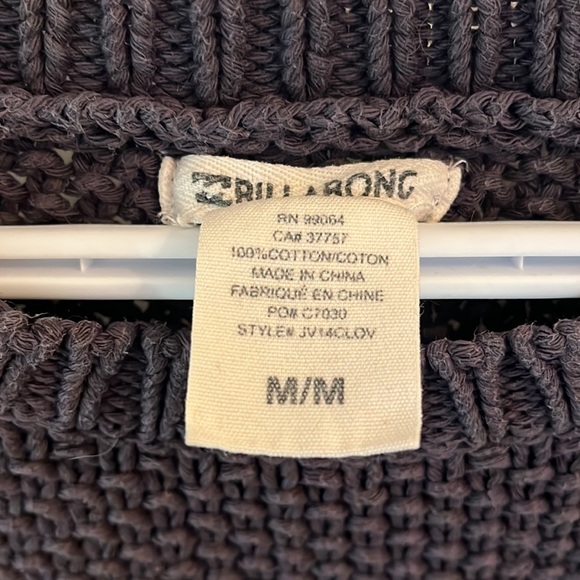 BILLABONG
RN 99064
CA# 37757
100%COTTON/COTON
MADE IN CHINA
FABRIQUÉ EN CHINE
PO# C7030
STYLE# JV14CLOV
M/M